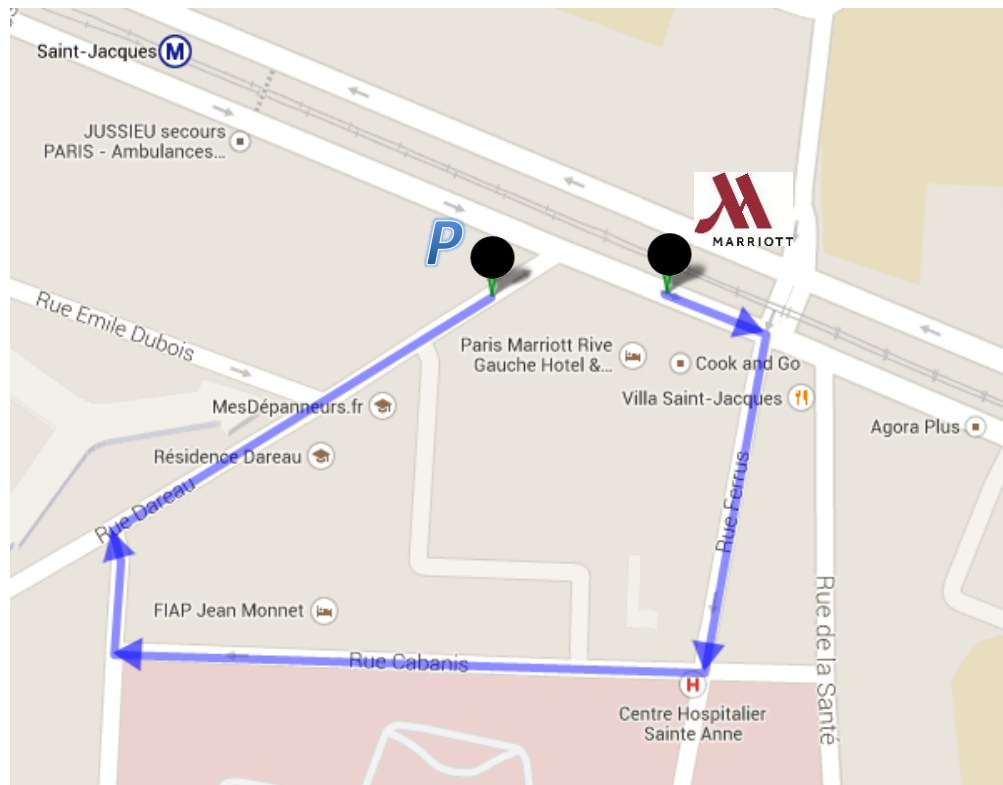 Saint-Jacques M
JUSSIEU secours
PARIS - Ambulances...
P
MARRIOTT
Rue Emile Dubois
Paris Marriott Rive
Gauche Hotel &...
Cook and Go
Villa Saint-Jacques
MesDépanneurs.fr
Agora Plus
Résidence Dareau
Rue Dareau
Rue Ferrus
FIAP Jean Monnet
Rue de la Santé
Rue Cabanis
H
Centre Hospitalier
Sainte Anne